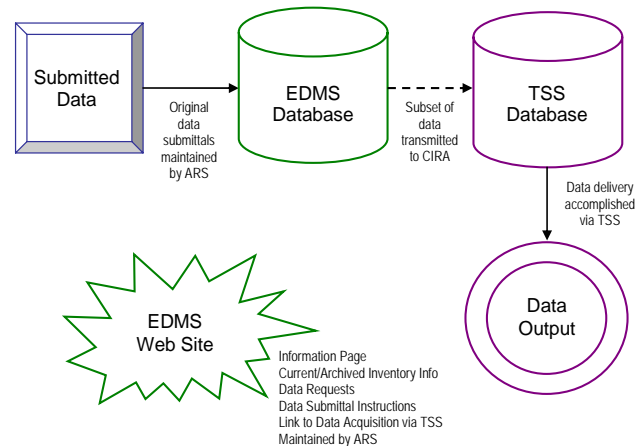 Submitted
Data
Original
data
submittals
maintained
by ARS
EDMS
Database
Subset of
data
transmitted
to CIRA
TSS
Database
Data delivery
accomplished
via TSS
Data
Output
EDMS
Web Site
Information Page
Current/Archived Inventory Info
Data Requests
Data Submittal Instructions
Link to Data Acquisition via TSS
Maintained by ARS